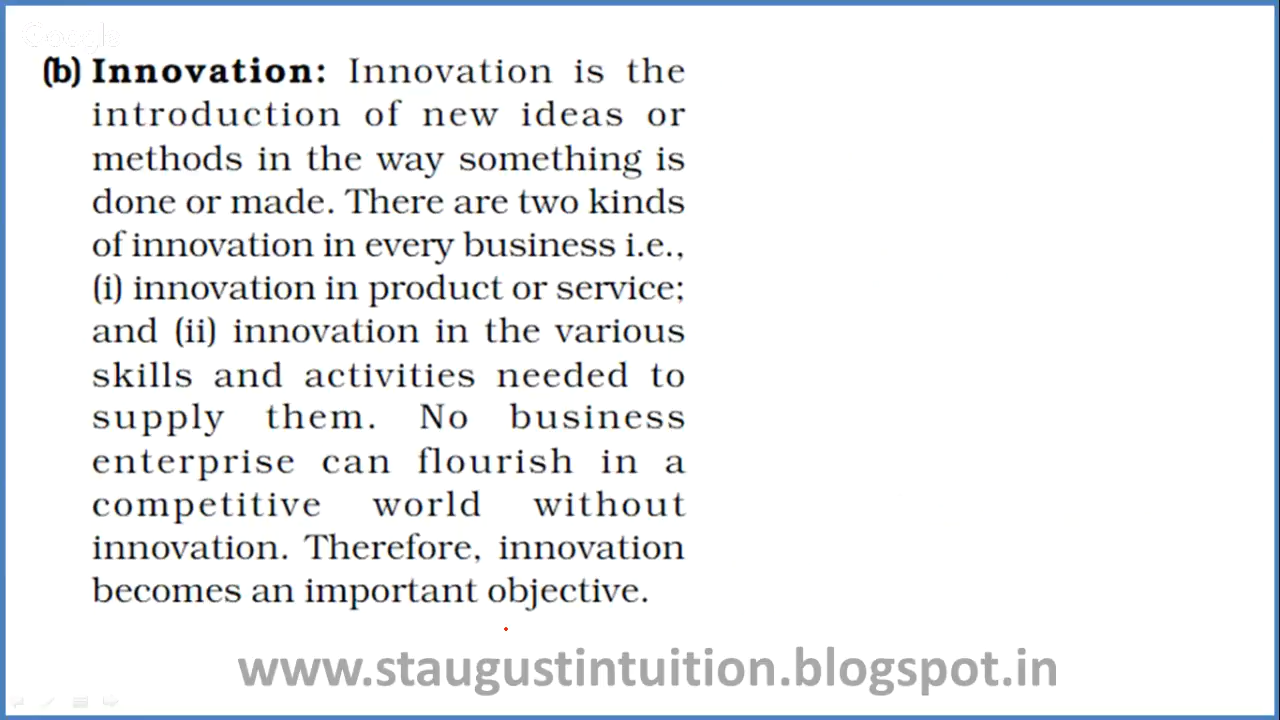 Google
(b) Innovation: Innovation is the
introduction of new ideas or
methods in the way something is
done or made. There are two kinds
of innovation in every business i.e.,
(i) innovation in product or service;
and (ii) innovation in the various
skills and activities needed to
supply them. No business
enterprise can flourish in a
competitive world without
innovation. Therefore, innovation
becomes an important objective.
www.staugustintuition.blogspot.in